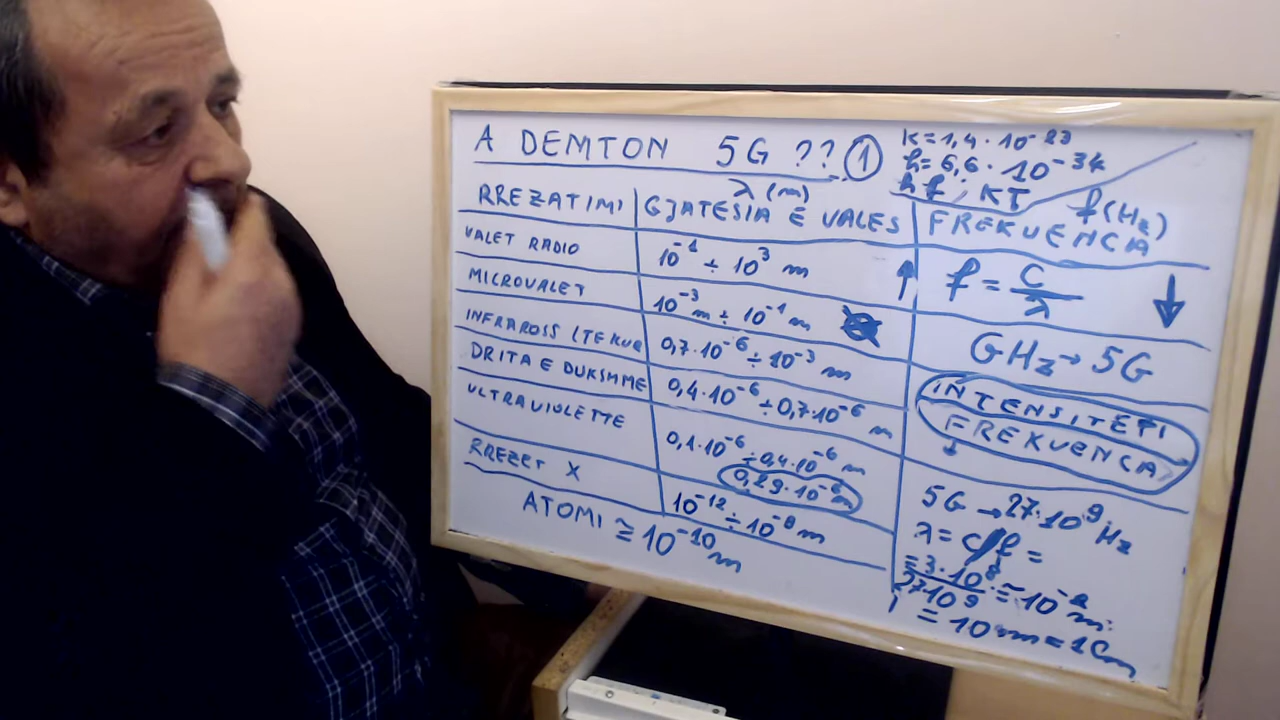 A DEMTON 5G ?? 1
K=1,4·10⁻²³
h=6,6·10⁻³⁴
hf, KT
RREZATIMI
λ(m)
GJATESIA E VALES
f(Hz)
FREKUENCIA
VALET RADIO
10⁻¹ ÷ 10³ m ↑
f = C/λ ↓
MICROVALET
10⁻³ m ÷ 10⁻¹ m
GHz → 5G
INFRAROSS (TEKUR
0,7·10⁻⁶ ÷ 10⁻³ m
INTENSITETI
FREKUENCIA
DRITA E DUKSHME
0,4·10⁻⁶ ÷ 0,7·10⁻⁶ m
ULTRAVIOLETTE
0,1·10⁻⁶ ÷ 0,4·10⁻⁶ m
0,29·10⁻⁶ m
RREZET X
10⁻¹² ÷ 10⁻⁸ m
ATOMI ≅ 10⁻¹⁰ m
5G → 27·10⁹ Hz
λ = C/f =
= 3·10⁸ / 27·10⁹ ≈ 10⁻² m
= 10 mm = 1 Cm